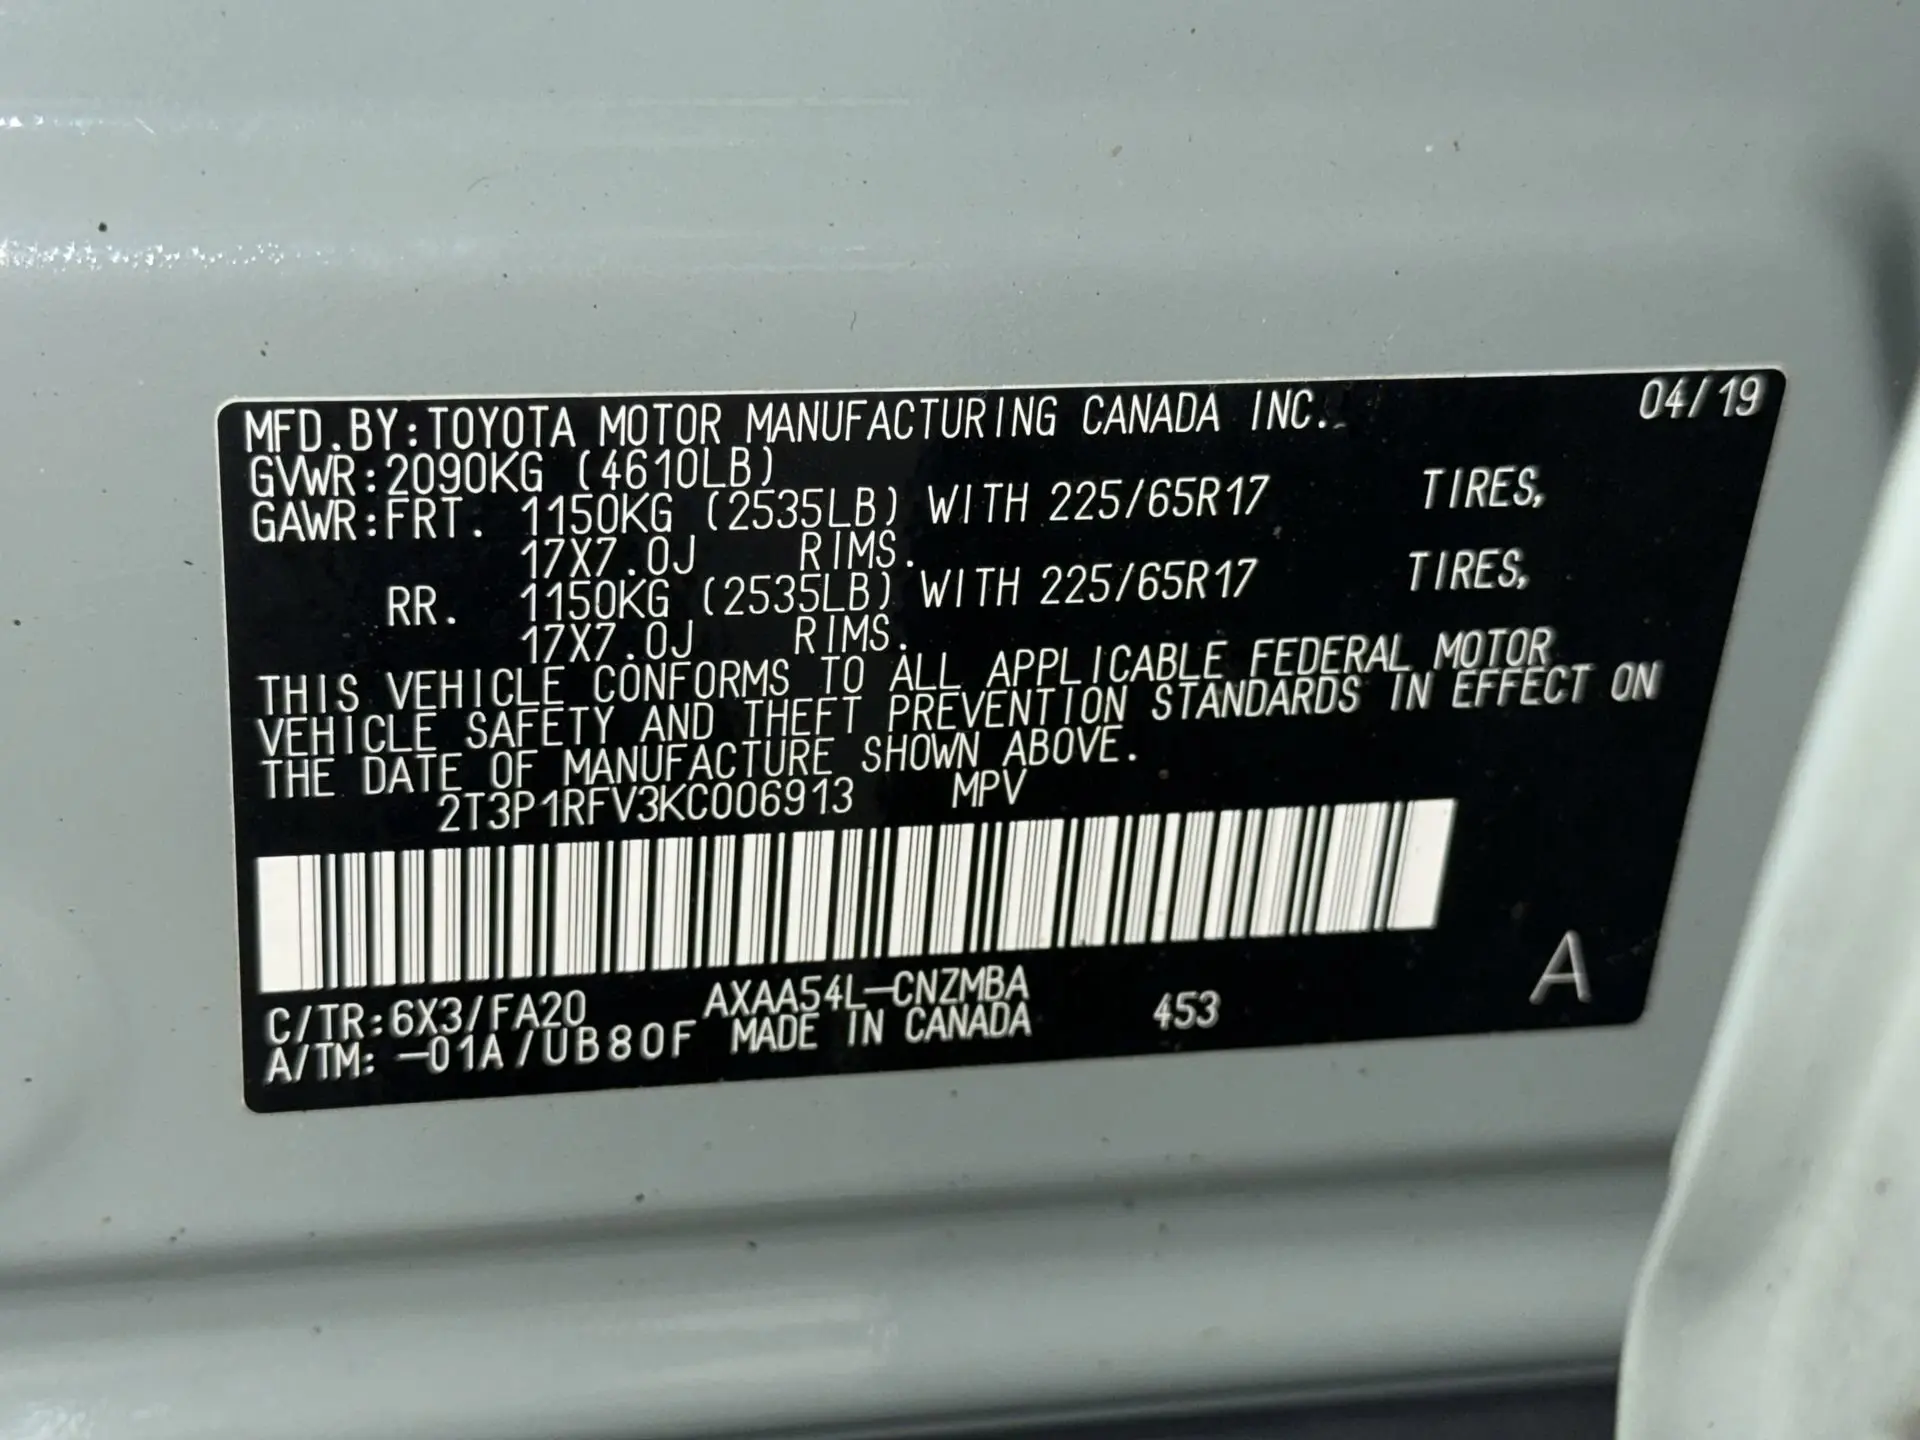 MFD.BY:TOYOTA MOTOR MANUFACTURING CANADA INC. 04/19
GVWR:2090KG (4610LB)
GAWR:FRT. 1150KG (2535LB) WITH 225/65R17 TIRES,
17X7.0J RIMS.
RR. 1150KG (2535LB) WITH 225/65R17 TIRES,
17X7.0J RIMS.
THIS VEHICLE CONFORMS TO ALL APPLICABLE FEDERAL MOTOR
VEHICLE SAFETY AND THEFT PREVENTION STANDARDS IN EFFECT ON
THE DATE OF MANUFACTURE SHOWN ABOVE.
2T3P1RFV3KC006913 MPV
C/TR:6X3/FA20 AXAA54L-CNZMBA 453 A
A/TM:-01A/UB80F MADE IN CANADA